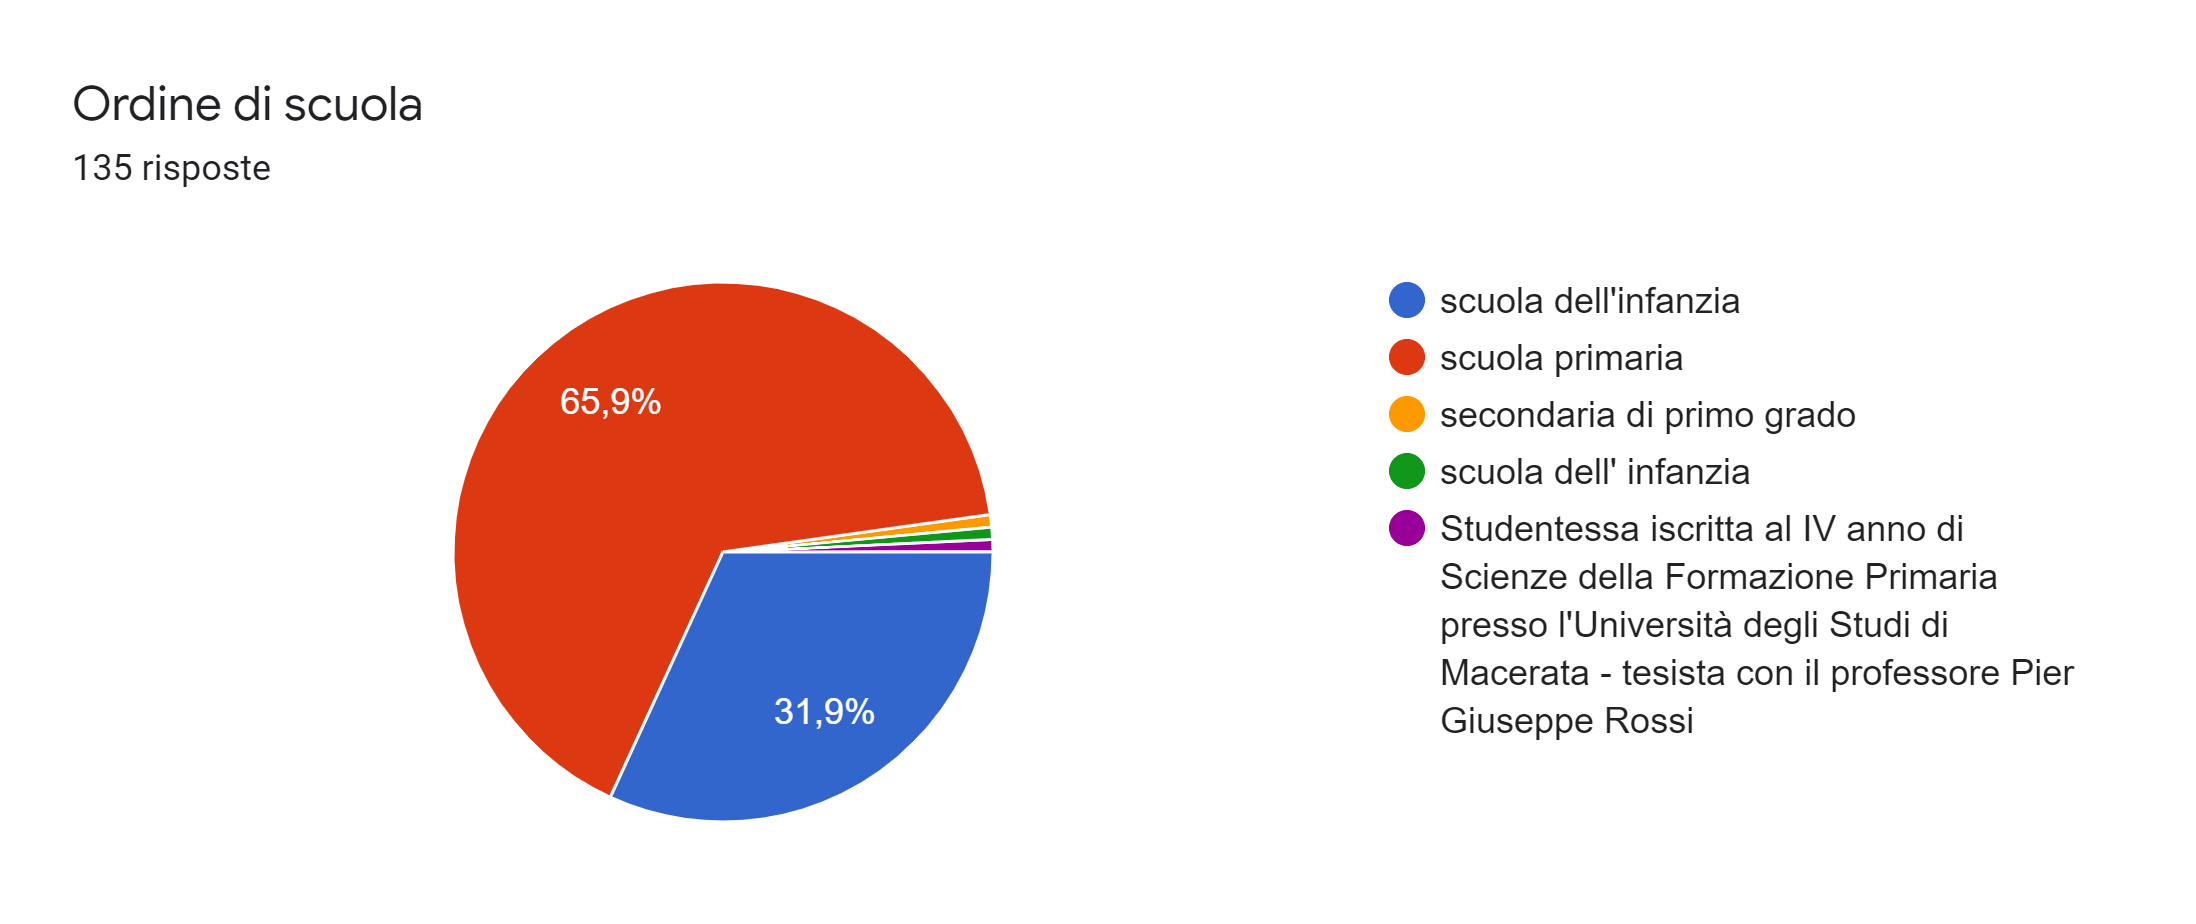 Ordine di scuola
135 risposte
65,9%
31,9%
scuola dell'infanzia
scuola primaria
secondaria di primo grado
scuola dell' infanzia
Studentessa iscritta al IV anno di
Scienze della Formazione Primaria
presso l'Università degli Studi di
Macerata - tesista con il professore Pier
Giuseppe Rossi